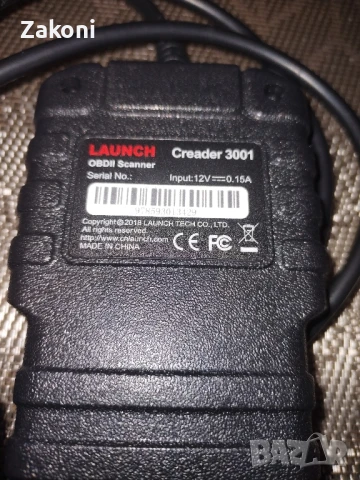 Zakoni
LAUNCH Creader 3001
OBDII Scanner
Serial No.: Input:12V⎓0.15A
Copyright©2018 LAUNCH TECH CO., LTD.
All rights reserved.
http://www.cnlaunch.com
MADE IN CHINA
FC CE
BAZAR